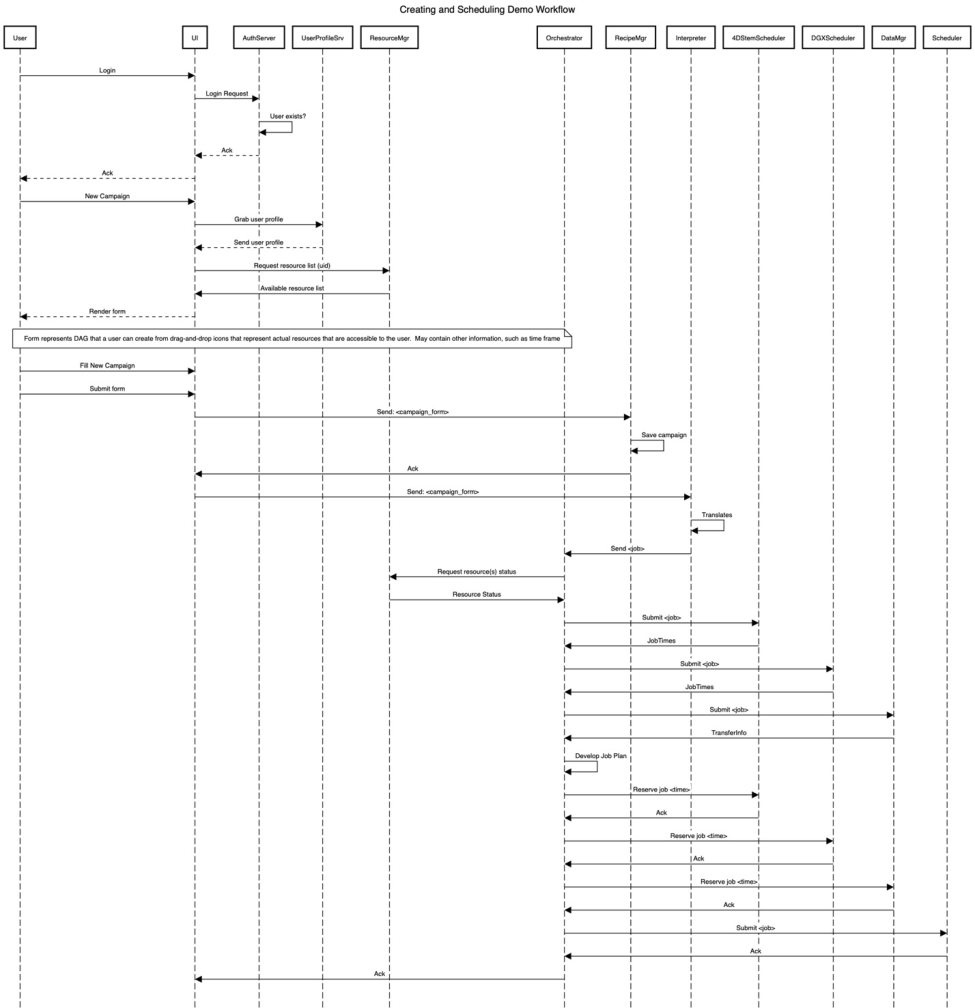 Creating and Scheduling Demo Workflow
User
UI
AuthServer
UserProfileSrv
ResourceMgr
Orchestrator
RecipeMgr
Interpreter
4DStemScheduler
DGXScheduler
DataMgr
Scheduler
Login
Login Request
User exists?
Ack
Ack
New Campaign
Grab user profile
Send user profile
Request resource list (uid)
Available resource list
Render form
Form represents DAG that a user can create from drag-and-drop icons that represent actual resources that are accessible to the user. May contain other information, such as time frame
Fill New Campaign
Submit form
Send: <campaign_form>
Save campaign
Ack
Send: <campaign_form>
Translates
Send <job>
Request resource(s) status
Resource Status
Submit <job>
JobTimes
Submit <job>
JobTimes
Submit <job>
TransferInfo
Develop Job Plan
Reserve job <time>
Ack
Reserve job <time>
Ack
Reserve job <time>
Ack
Submit <job>
Ack
Ack